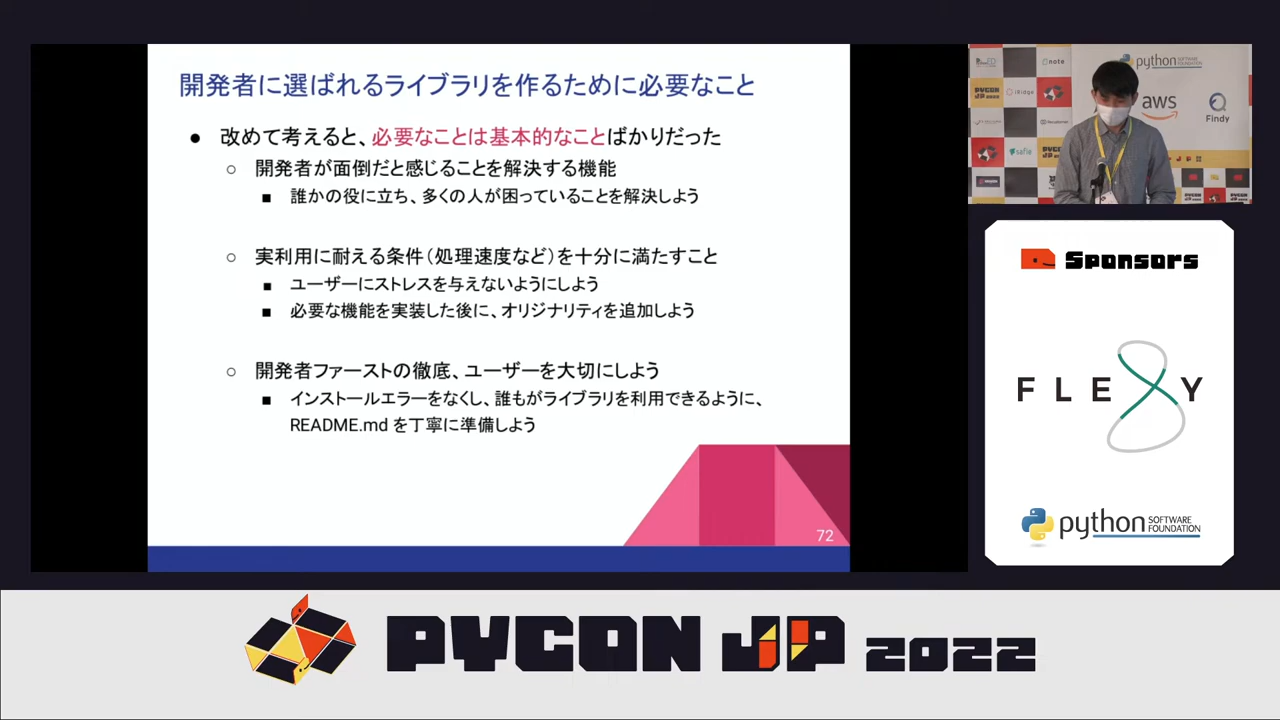 開発者に選ばれるライブラリを作るために必要なこと
● 改めて考えると、必要なことは基本的なことばかりだった
○ 開発者が面倒だと感じることを解決する機能
■ 誰かの役に立ち、多くの人が困っていることを解決しよう
○ 実利用に耐える条件(処理速度など)を十分に満たすこと
■ ユーザーにストレスを与えないようにしよう
■ 必要な機能を実装した後に、オリジナリティを追加しよう
○ 開発者ファーストの徹底、ユーザーを大切にしよう
■ インストールエラーをなくし、誰もがライブラリを利用できるように、
README.md を丁寧に準備しよう
72
note
python
SOFTWARE FOUNDATION
iRidge
aws
Findy
safie
Sponsors
FLEXY
python SOFTWARE
FOUNDATION
PYCON JP 2022